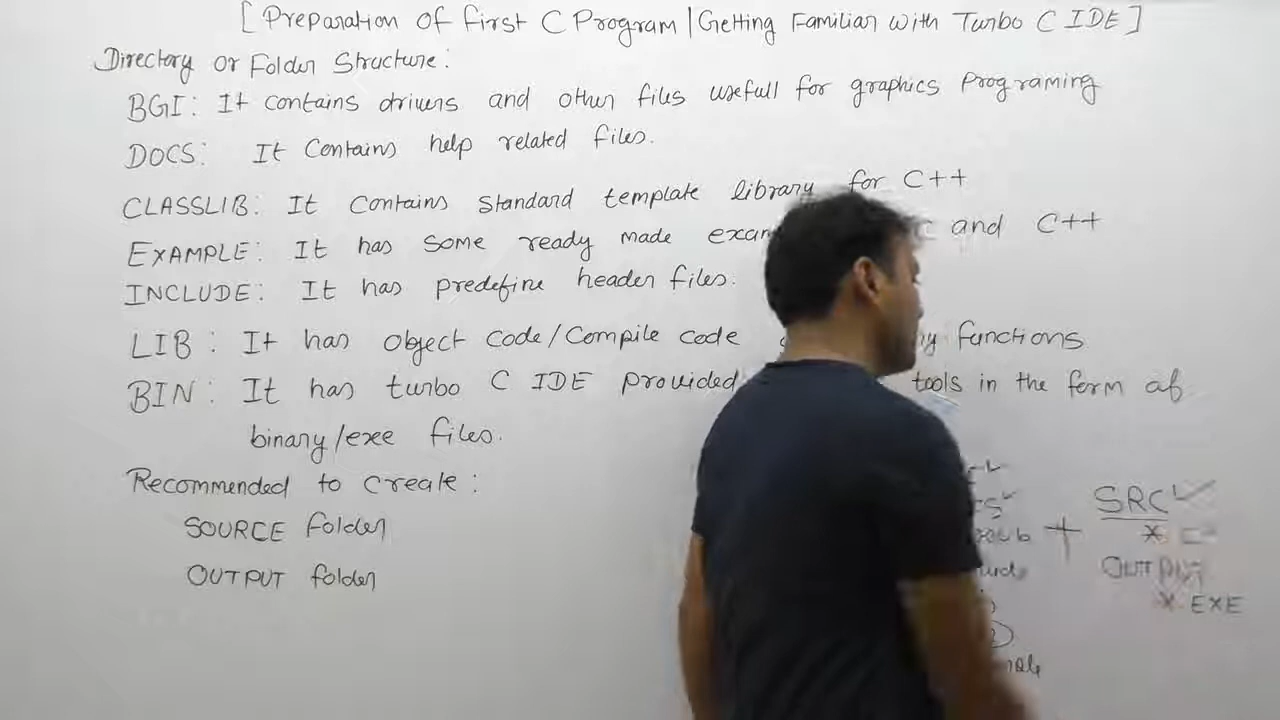 [Preparation of First C Program | Getting Familiar with Turbo C IDE]
Directory or Folder Structure:
BGI: It contains drivers and other files usefull for graphics Programing
DOCS: It Contains help related files.
CLASSLIB: It Contains Standard template library for C++
EXAMPLE: It has Some ready made C and C++
INCLUDE: It has predefine header files.
LIB: It has object code/Compile code functions
BIN: It has turbo C IDE provided tools in the form of
binary/exe files.
Recommended to create:
SOURCE folder
OUTPUT folder
+ SRC
* C
OUTPUT
* EXE